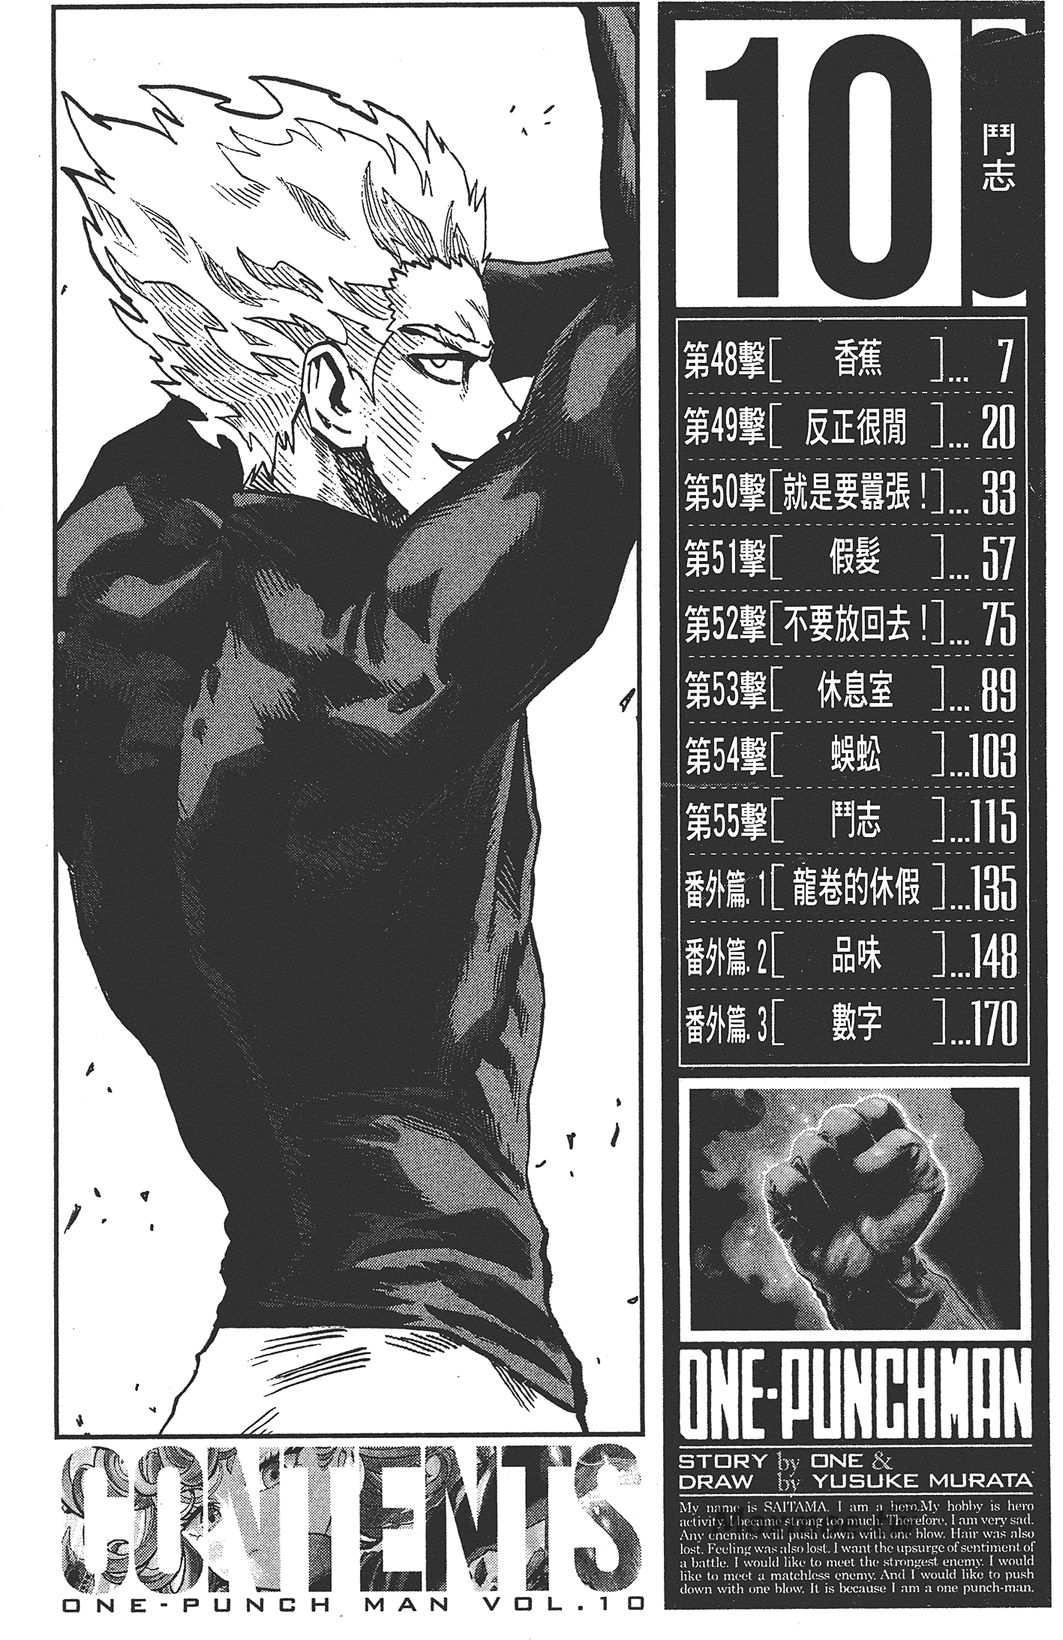 10
鬥志
第48擊[香蕉]...7
第49擊[反正很閒]...20
第50擊[就是要囂張！]...33
第51擊[假髮]...57
第52擊[不要放回去！]...75
第53擊[休息室]...89
第54擊[蜈蚣]...103
第55擊[鬥志]...115
番外篇.1[龍卷的休假]...135
番外篇.2[品味]...148
番外篇.3[數字]...170
ONE-PUNCHMAN
STORY by ONE &
DRAW by YUSUKE MURATA
My name is SAITAMA. I am a hero.My hobby is hero
activity. I became strong too much. Therefore, I am very sad.
Any enemies will push down with one blow. Hair was also
lost. Feeling was also lost. I want the upsurge of sentiment of
a battle. I would like to meet the strongest enemy. I would
like to meet a matchless enemy. And I would like to push
down with one blow. It is because I am a one punch-man.
CONTENTS
ONE-PUNCH MAN VOL.10